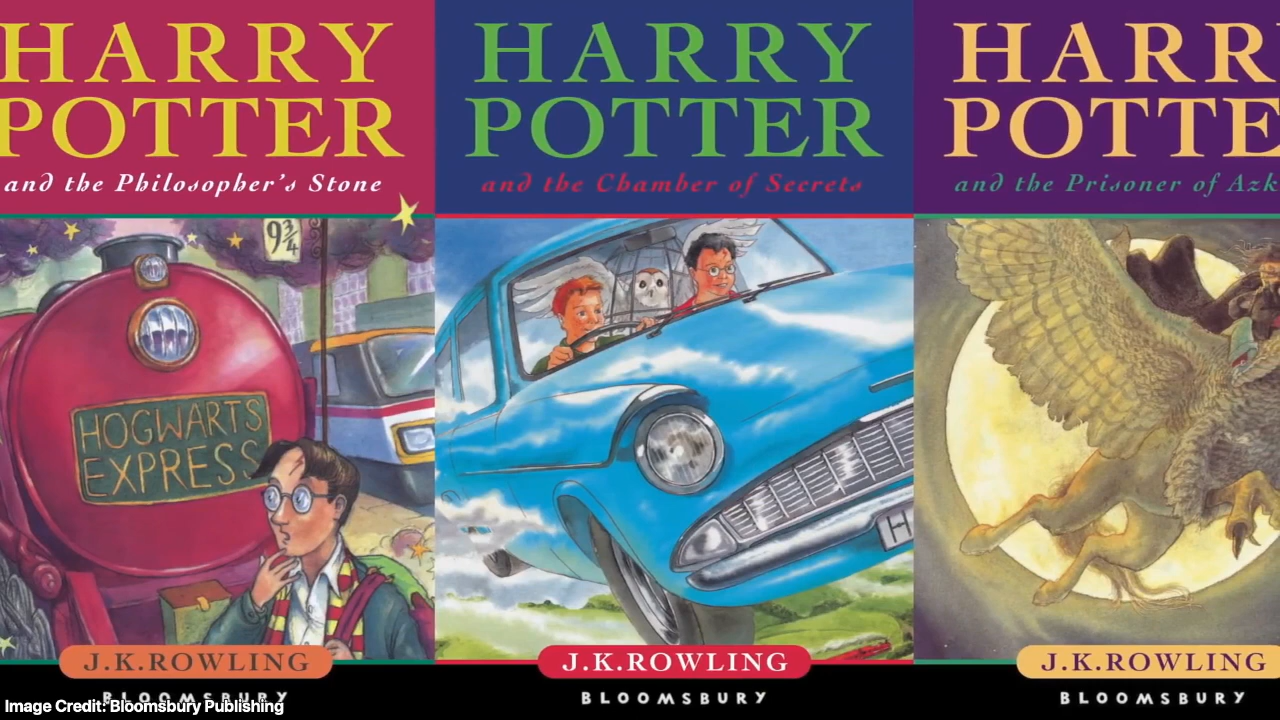 HARRY
POTTER
and the Philosopher's Stone
9¾
HOGWARTS
EXPRESS
J.K.ROWLING
BLOOMSBURY
HARRY
POTTER
and the Chamber of Secrets
H
J.K.ROWLING
BLOOMSBURY
HARR
POTTE
and the Prisoner of Azk
J.K.ROWLING
BLOOMSBURY
Image Credit: Bloomsbury Publishing